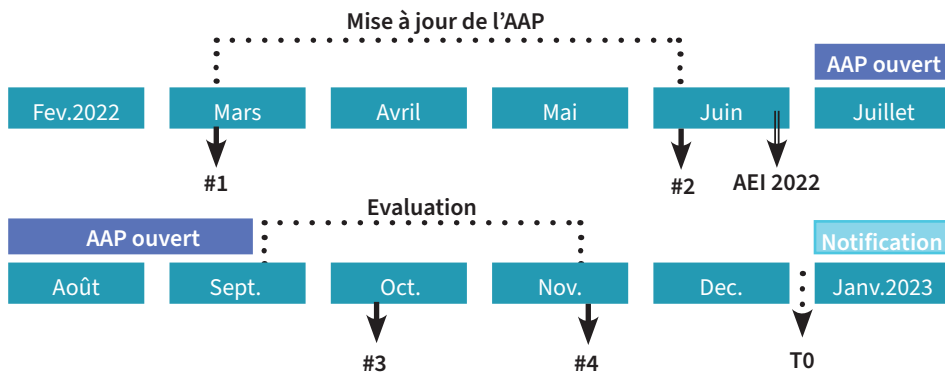 Mise à jour de l'AAP
AAP ouvert
Fev.2022 Mars Avril Mai Juin Juillet
#1 #2 AEI 2022
Evaluation
AAP ouvert Notification
Août Sept. Oct. Nov. Dec. Janv.2023
#3 #4 T0